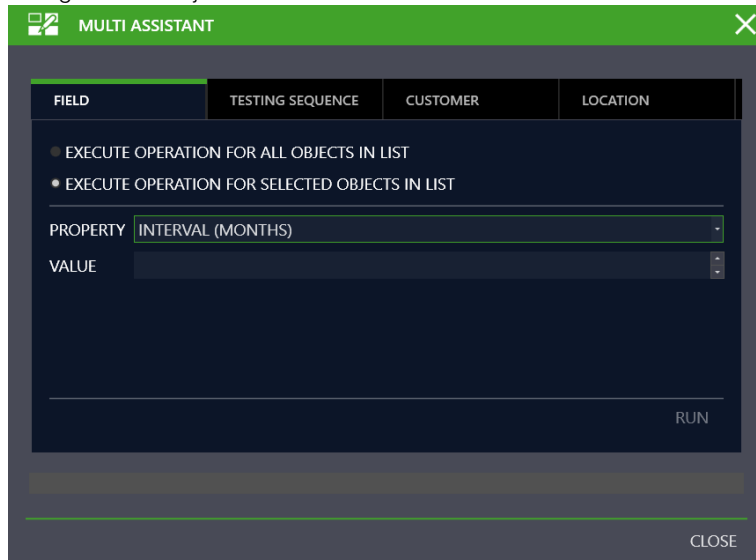 MULTI ASSISTANT
FIELD TESTING SEQUENCE CUSTOMER LOCATION
EXECUTE OPERATION FOR ALL OBJECTS IN LIST
EXECUTE OPERATION FOR SELECTED OBJECTS IN LIST
PROPERTY INTERVAL (MONTHS)
VALUE
RUN
CLOSE